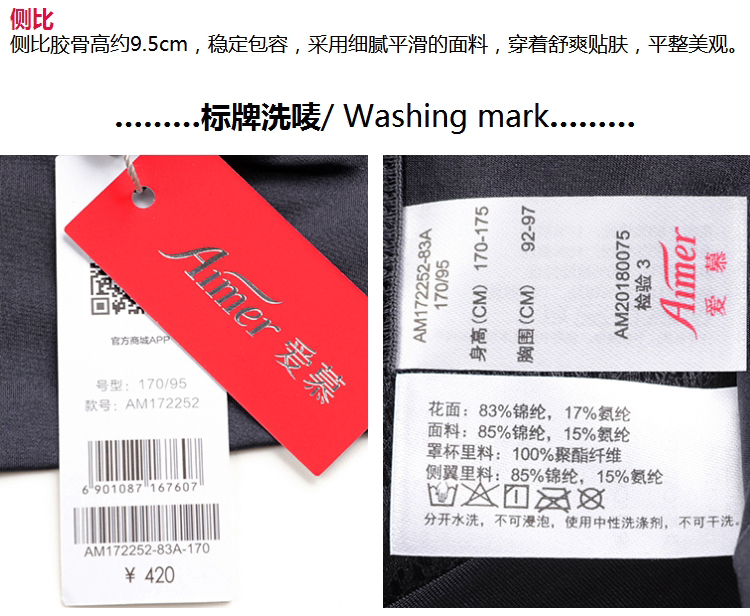 侧比
侧比胶骨高约9.5cm，稳定包容，采用细腻平滑的面料，穿着舒爽贴肤，平整美观。
………标牌洗唛/ Washing mark………
Aimer 爱慕
官方商城APP
号型：170/95
款号：AM172252
6 901087 167607
AM172252-83A-170
¥ 420
AM172252-83A
170/95
身高(CM) 170-175
胸围(CM) 92-97
AM20180075
检验 3
Aimer
爱慕
花面：83%锦纶，17%氨纶
面料：85%锦纶，15%氨纶
罩杯里料：100%聚酯纤维
侧翼里料：85%锦纶，15%氨纶
分开水洗，不可浸泡，使用中性洗涤剂，不可干洗。